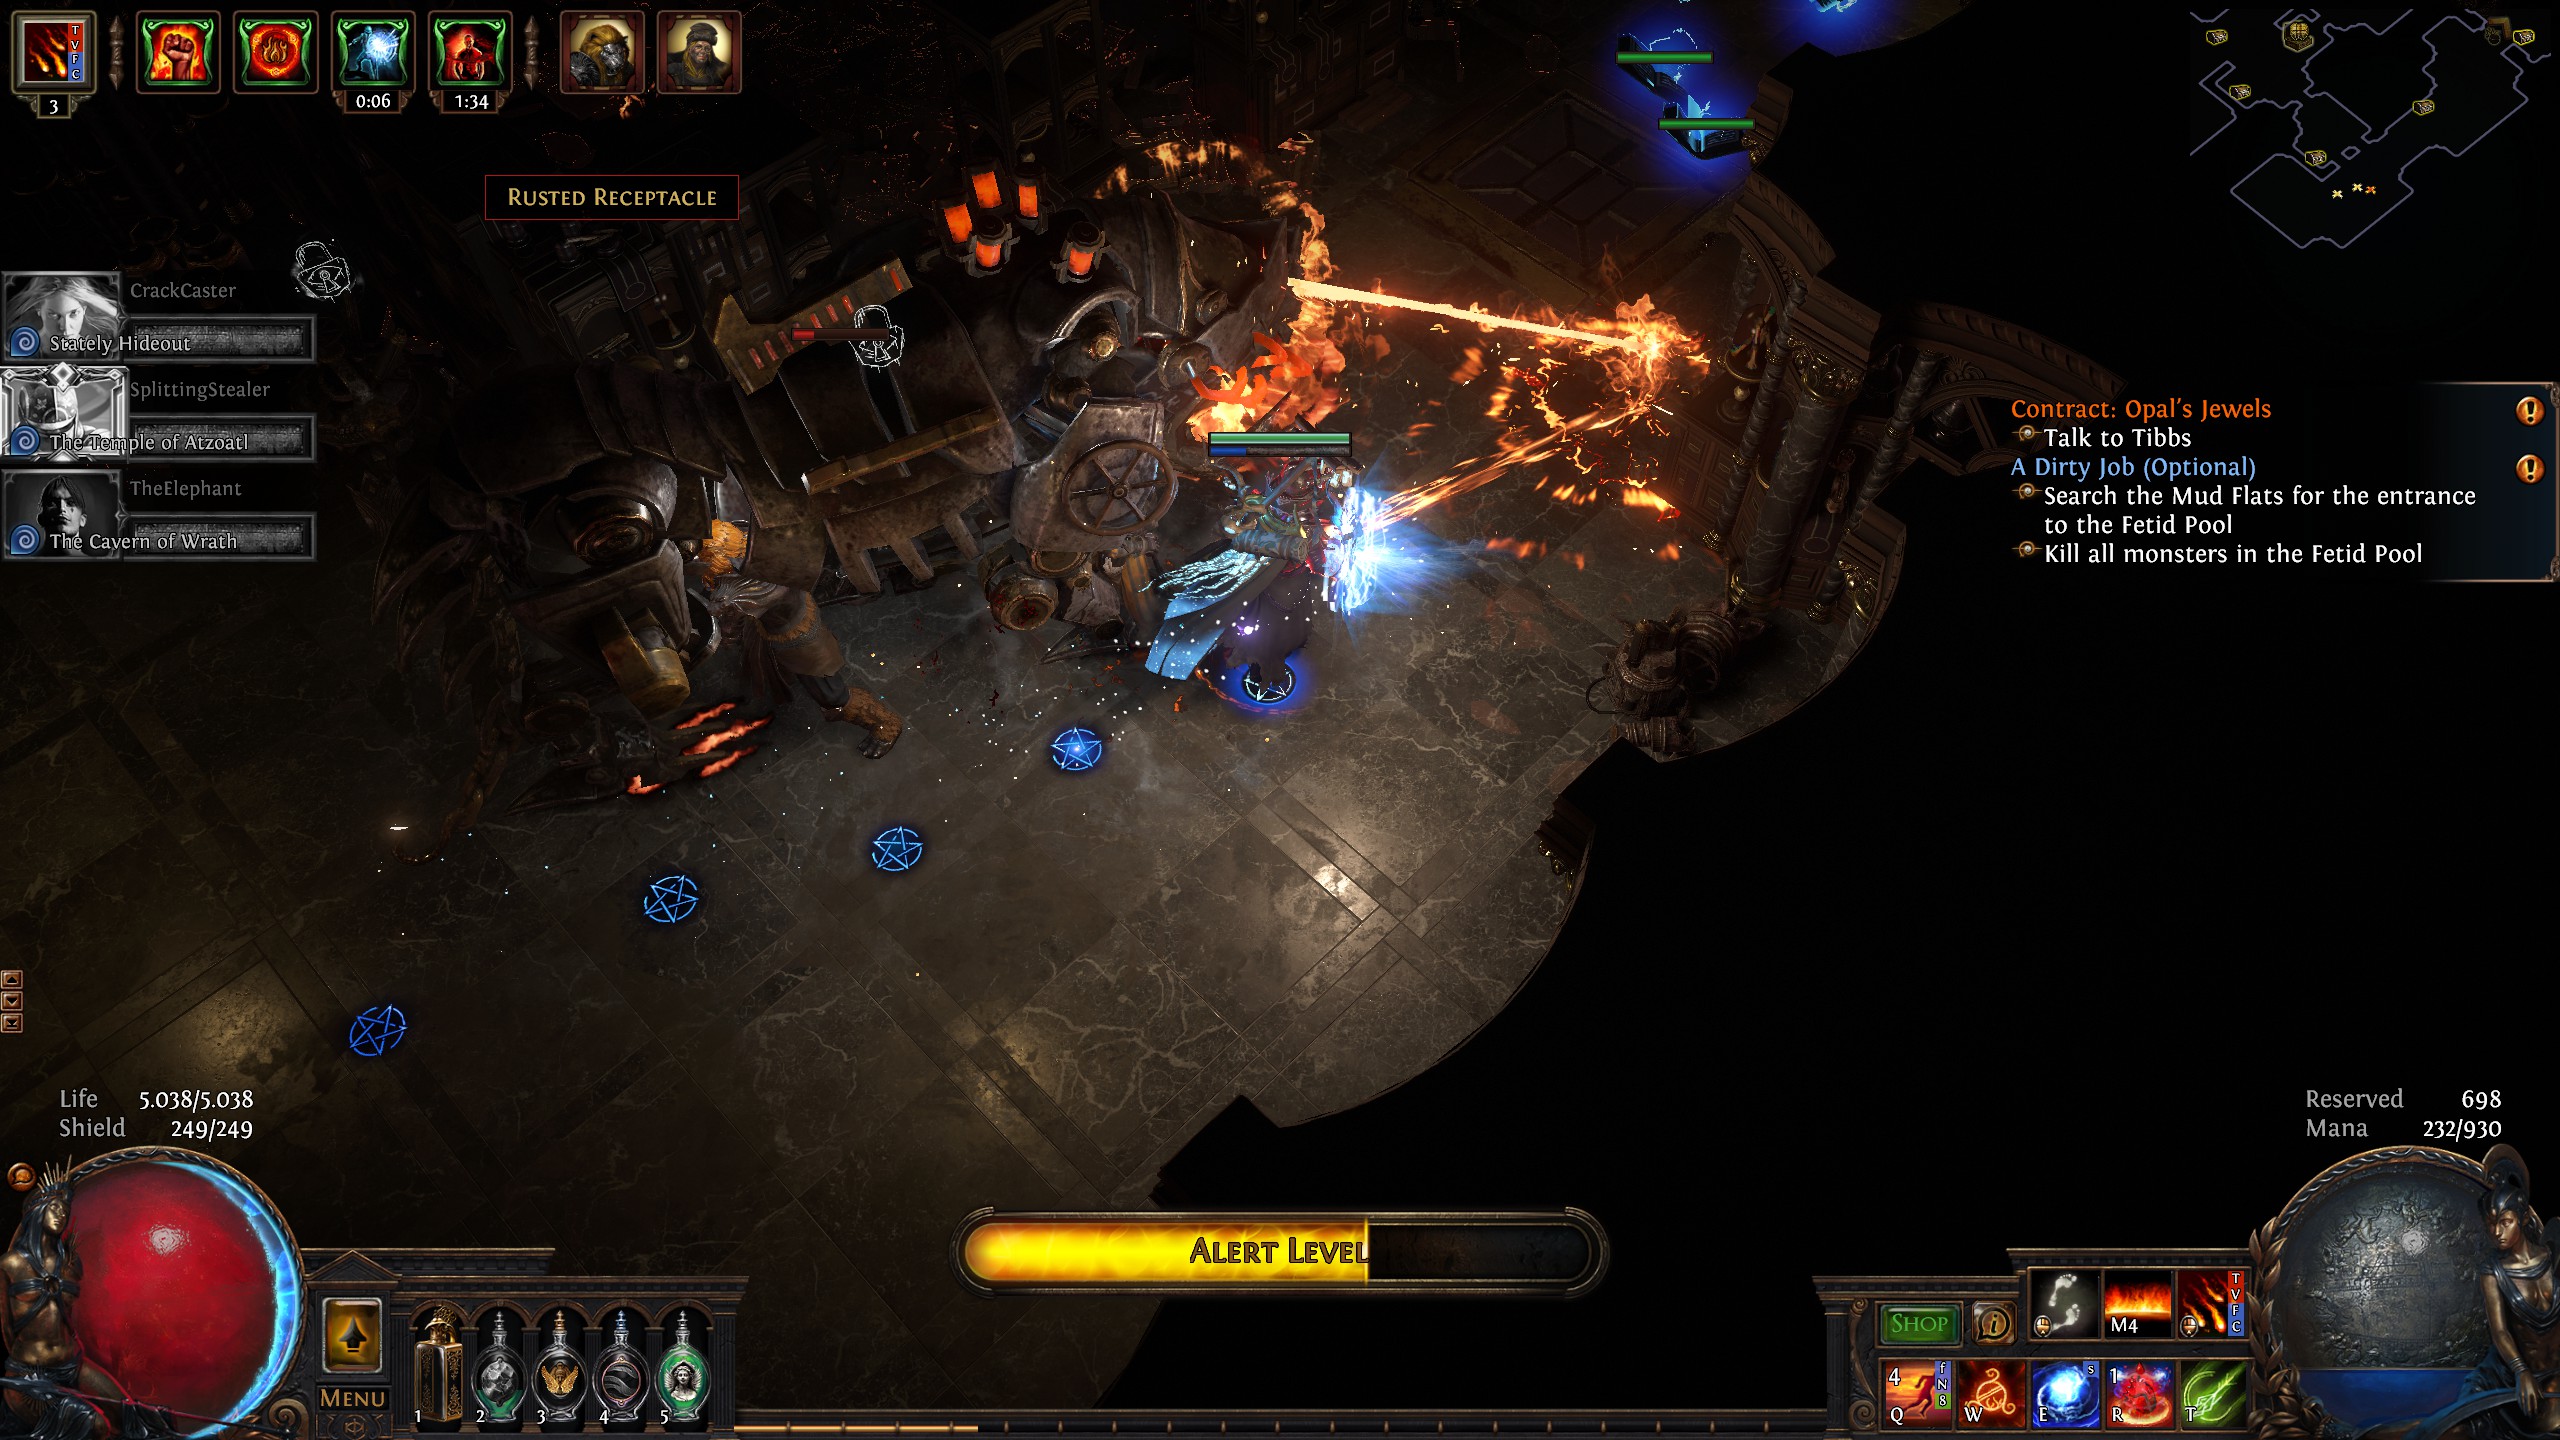 T
V
F
C
3
0:06
1:34
RUSTED RECEPTACLE
CrackCaster
Stately Hideout
SplittingStealer
The Temple of Atzoatl
TheElephant
The Cavern of Wrath
Contract: Opal's Jewels
Talk to Tibbs
A Dirty Job (Optional)
Search the Mud Flats for the entrance
to the Fetid Pool
Kill all monsters in the Fetid Pool
Life 5.038/5.038
Shield 249/249
Reserved 698
Mana 232/930
ALERT LEVEL
MENU
1 2 3 4 5
SHOP
M4
T
V
F
C
4 f N 8 s 1
Q W E R T